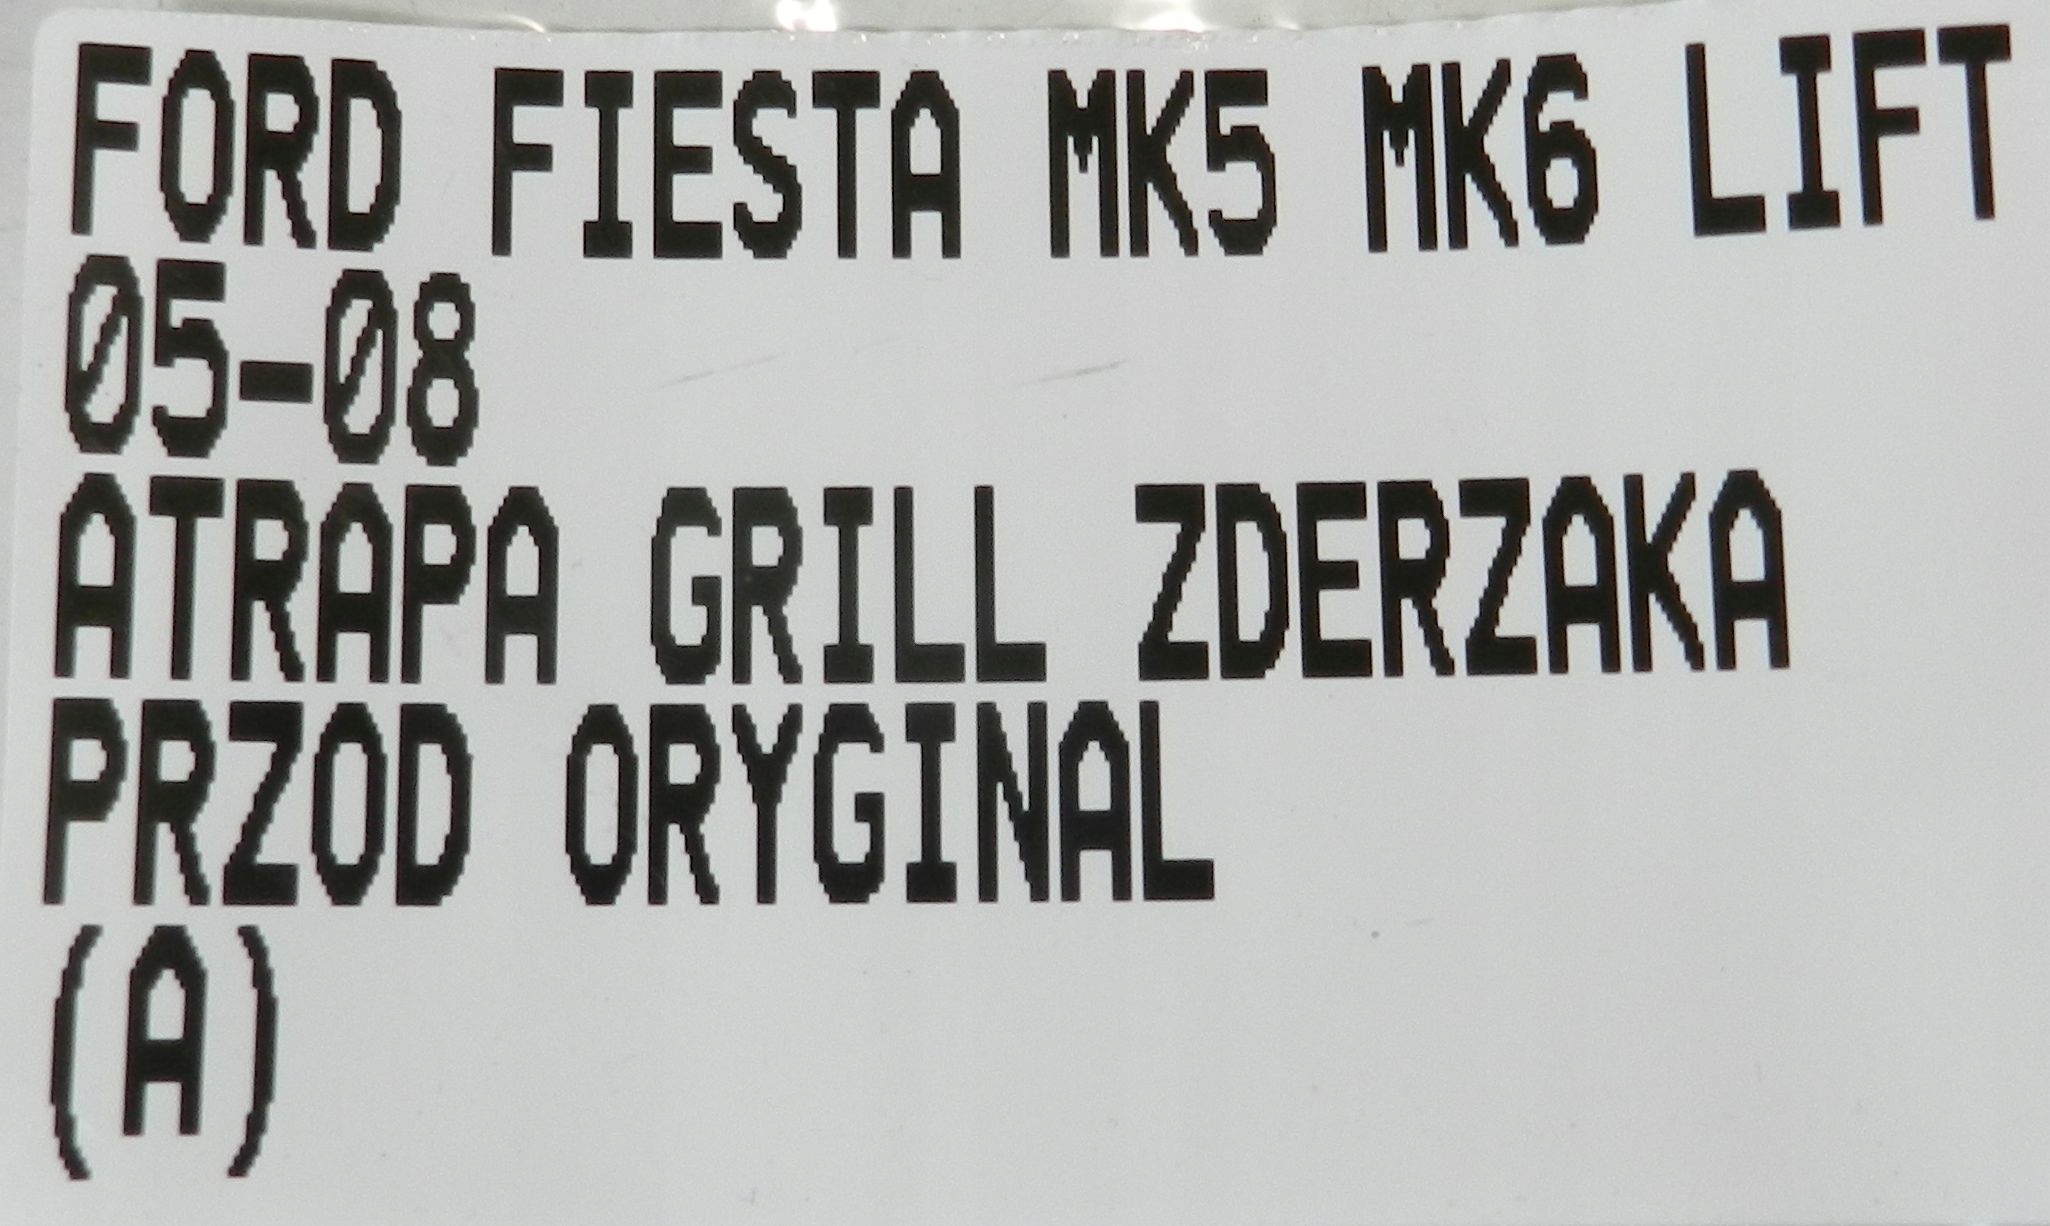 FORD FIESTA MK5 MK6 LIFT
05-08
ATRAPA GRILL ZDERZAKA
PRZOD ORYGINAL
(A)